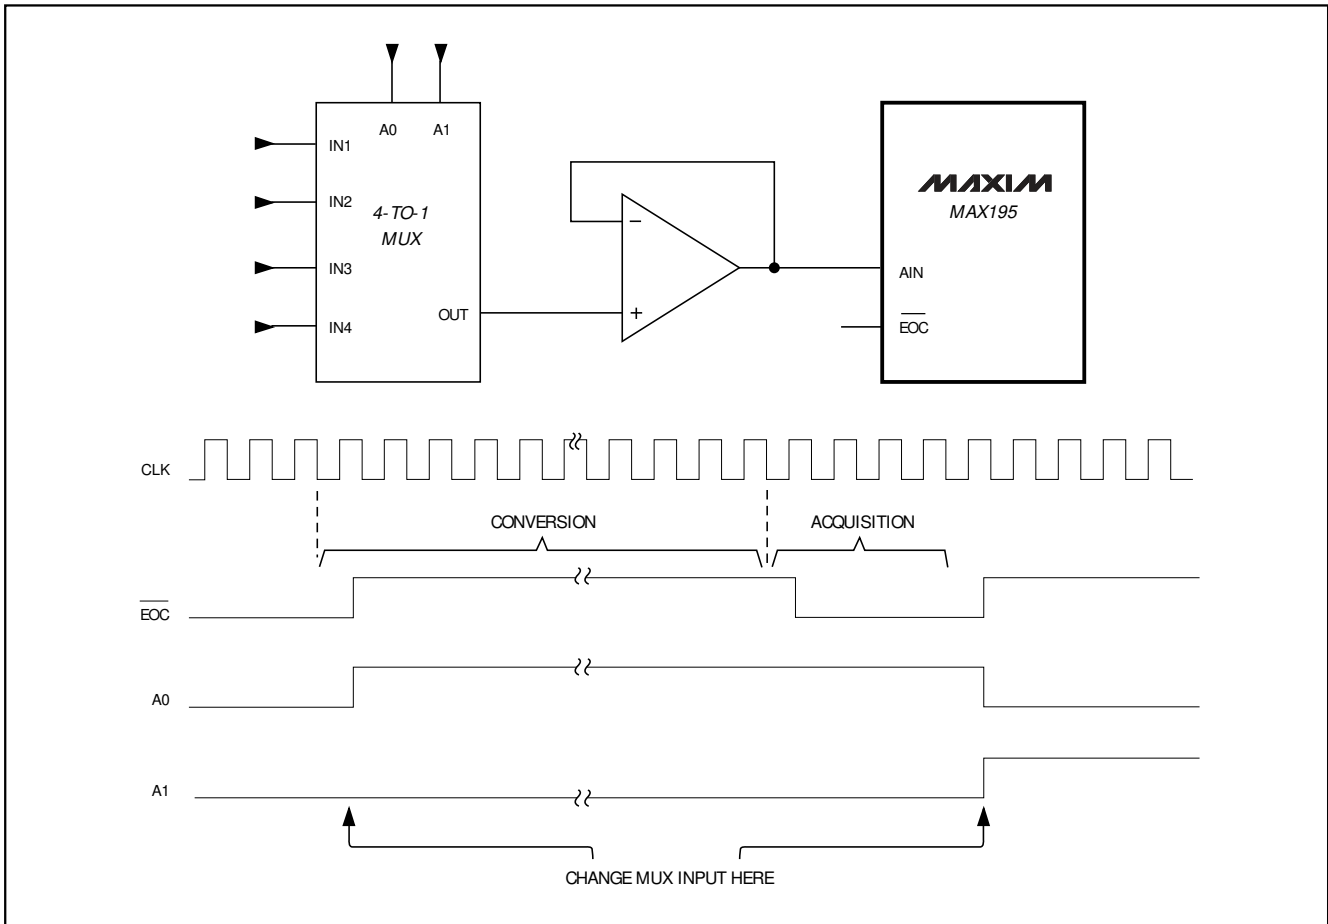 A0 A1
IN1
IN2
4-TO-1
MUX
IN3
OUT
IN4
−
+
MAXIM
MAX195
AIN
EOC
CLK
CONVERSION
ACQUISITION
EOC
A0
A1
CHANGE MUX INPUT HERE